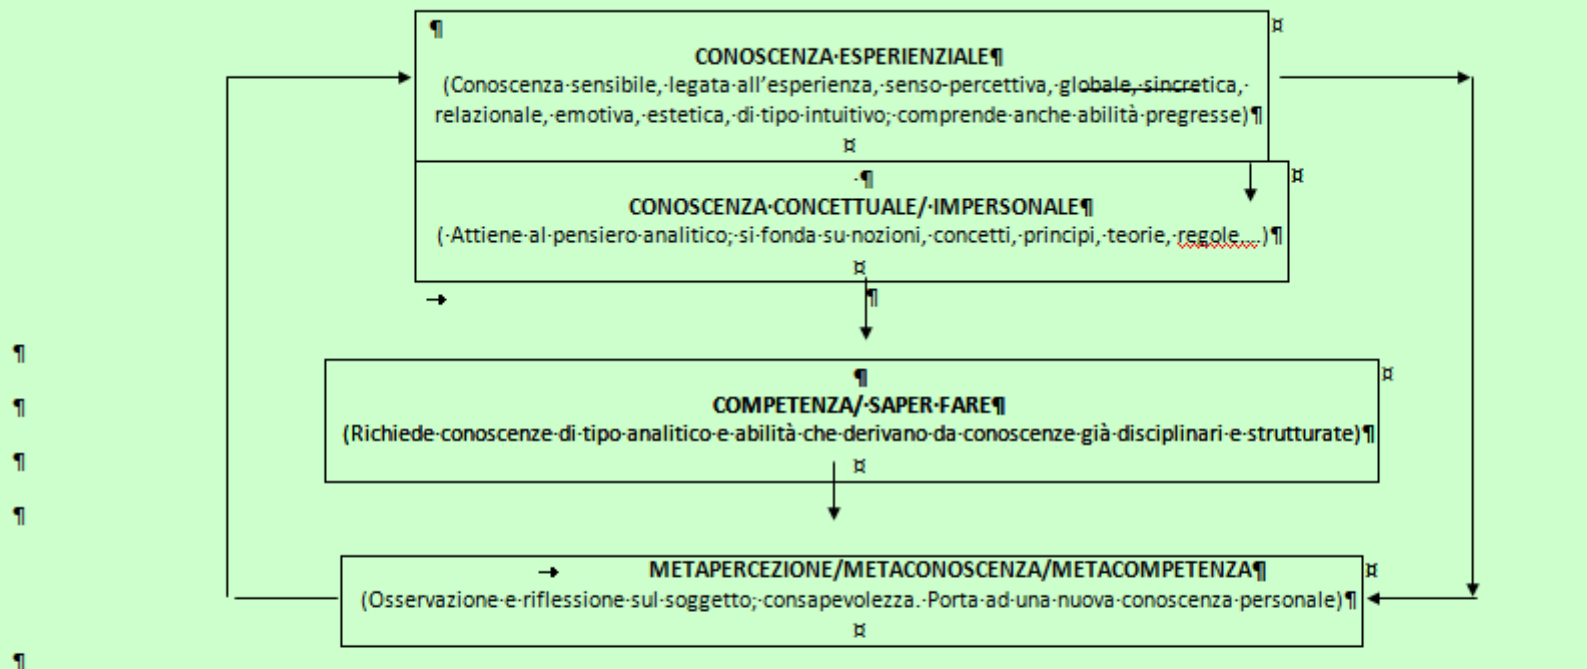 CONOSCENZA ESPERIENZIALE
(Conoscenza sensibile, legata all’esperienza, senso-percettiva, globale, sincretica,
relazionale, emotiva, estetica, di tipo intuitivo; comprende anche abilità pregresse)
CONOSCENZA CONCETTUALE/ IMPERSONALE
( Attiene al pensiero analitico; si fonda su nozioni, concetti, principi, teorie, regole,…)
COMPETENZA/ SAPER FARE
(Richiede conoscenze di tipo analitico e abilità che derivano da conoscenze già disciplinari e strutturate)
METAPERCEZIONE/METACONOSCENZA/METACOMPETENZA
(Osservazione e riflessione sul soggetto; consapevolezza. Porta ad una nuova conoscenza personale)